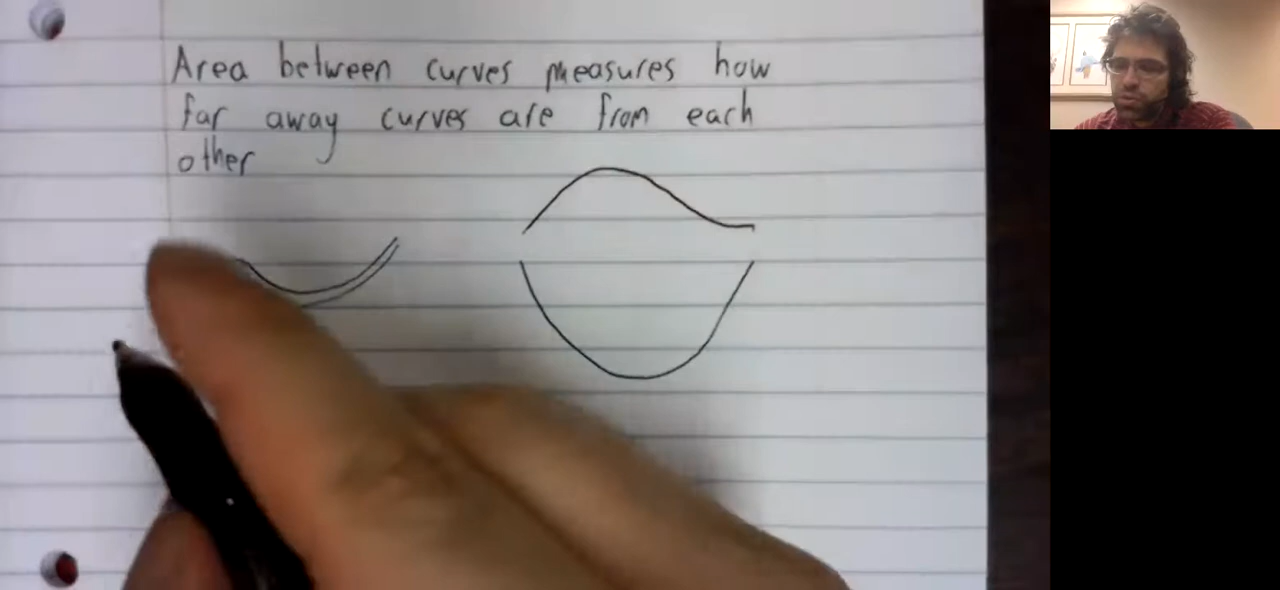 Area between curves measures how
far away curves are from each
other